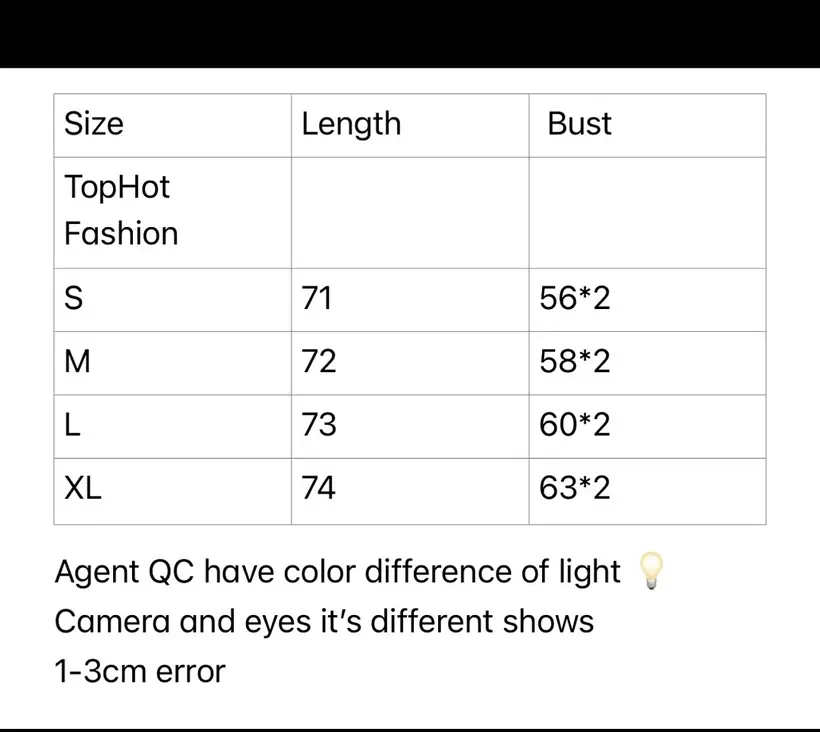 Size Length Bust
TopHot
Fashion
S 71 56*2
M 72 58*2
L 73 60*2
XL 74 63*2
Agent QC have color difference of light 💡
Camera and eyes it’s different shows
1-3cm error